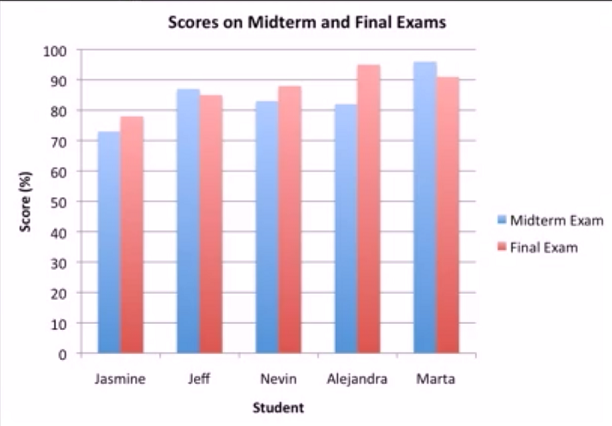 Scores on Midterm and Final Exams
100
90
80
70
60
50
40
30
20
10
0
Score (%)
Jasmine Jeff Nevin Alejandra Marta
Student
Midterm Exam
Final Exam